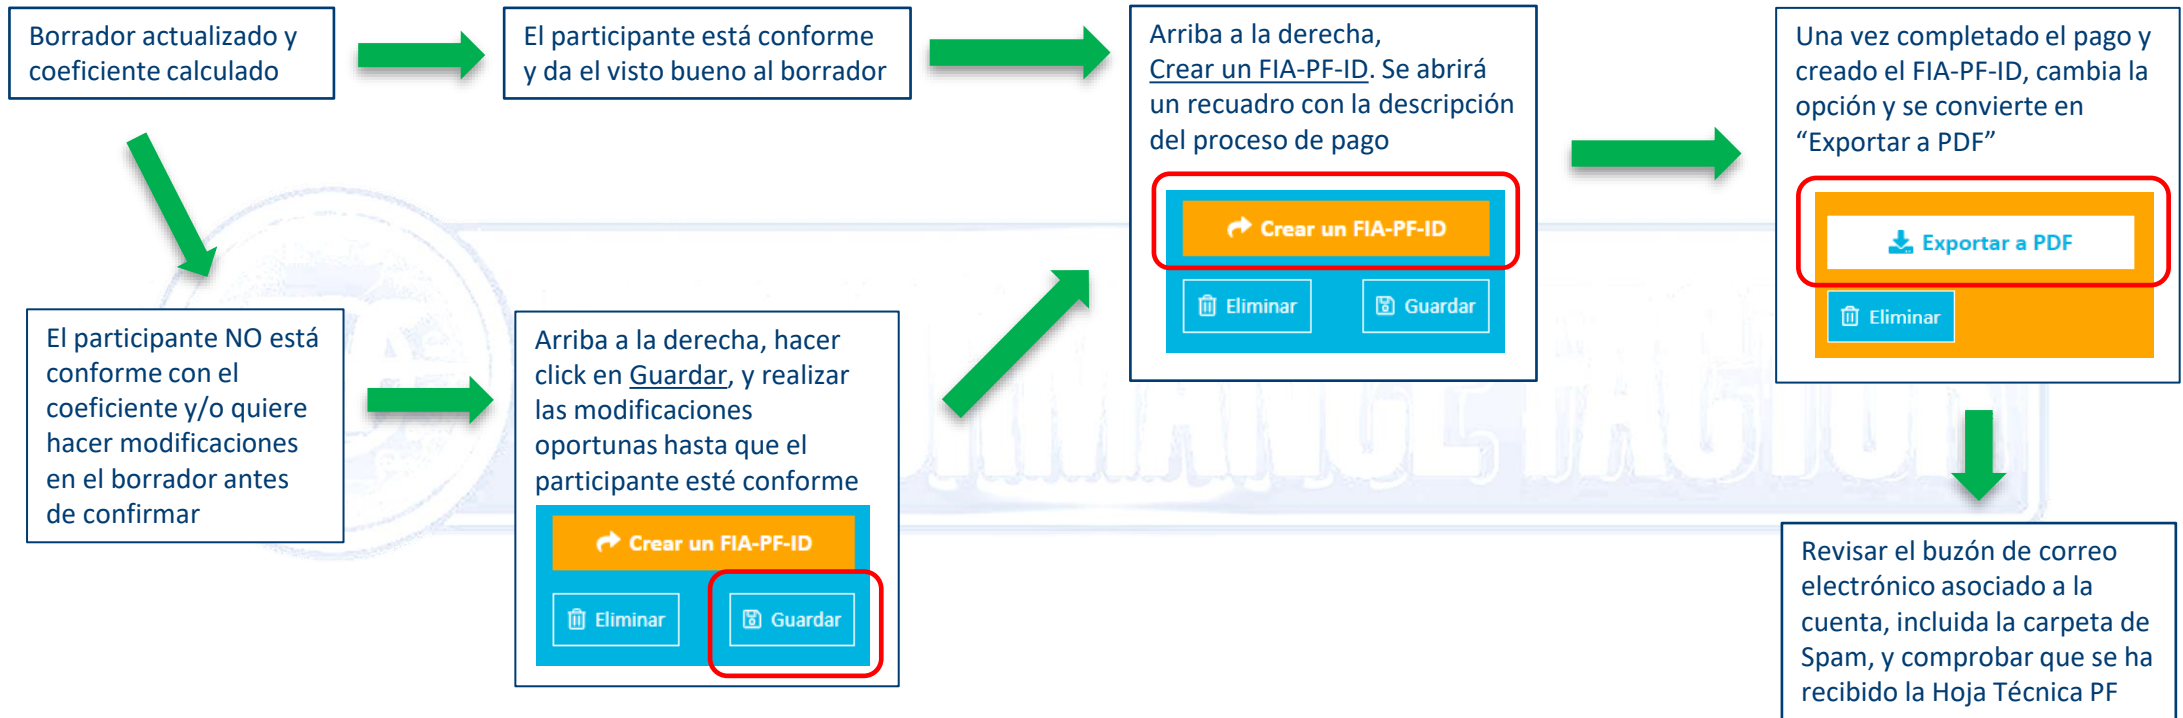 Borrador actualizado y
coeficiente calculado
El participante está conforme
y da el visto bueno al borrador
Arriba a la derecha,
Crear un FIA-PF-ID. Se abrirá
un recuadro con la descripción
del proceso de pago
Crear un FIA-PF-ID
Eliminar
Guardar
Una vez completado el pago y
creado el FIA-PF-ID, cambia la
opción y se convierte en
“Exportar a PDF”
Exportar a PDF
Eliminar
El participante NO está
conforme con el
coeficiente y/o quiere
hacer modificaciones
en el borrador antes
de confirmar
Arriba a la derecha, hacer
click en Guardar, y realizar
las modificaciones
oportunas hasta que el
participante esté conforme
Crear un FIA-PF-ID
Eliminar
Guardar
Revisar el buzón de correo
electrónico asociado a la
cuenta, incluida la carpeta de
Spam, y comprobar que se ha
recibido la Hoja Técnica PF